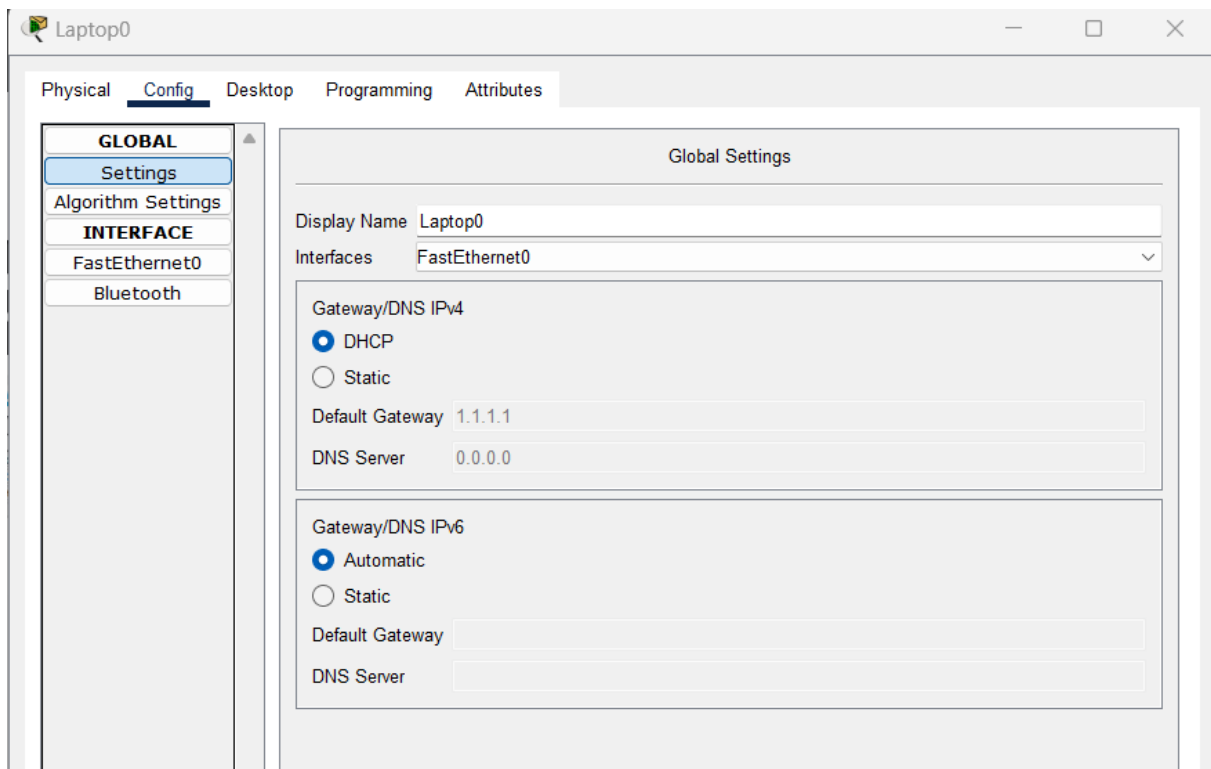 Laptop0
Physical Config Desktop Programming Attributes
GLOBAL
Settings
Algorithm Settings
INTERFACE
FastEthernet0
Bluetooth
Global Settings
Display Name Laptop0
Interfaces FastEthernet0
Gateway/DNS IPv4
DHCP
Static
Default Gateway 1.1.1.1
DNS Server 0.0.0.0
Gateway/DNS IPv6
Automatic
Static
Default Gateway
DNS Server